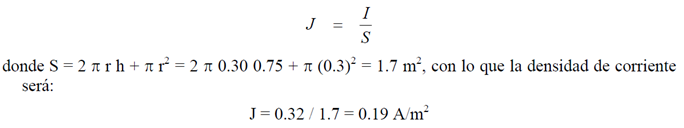 J = I / S
donde S = 2 π r h + π r² = 2 π 0.30 0.75 + π (0.3)² = 1.7 m², con lo que la densidad de corriente
será:
J = 0.32 / 1.7 = 0.19 A/m²